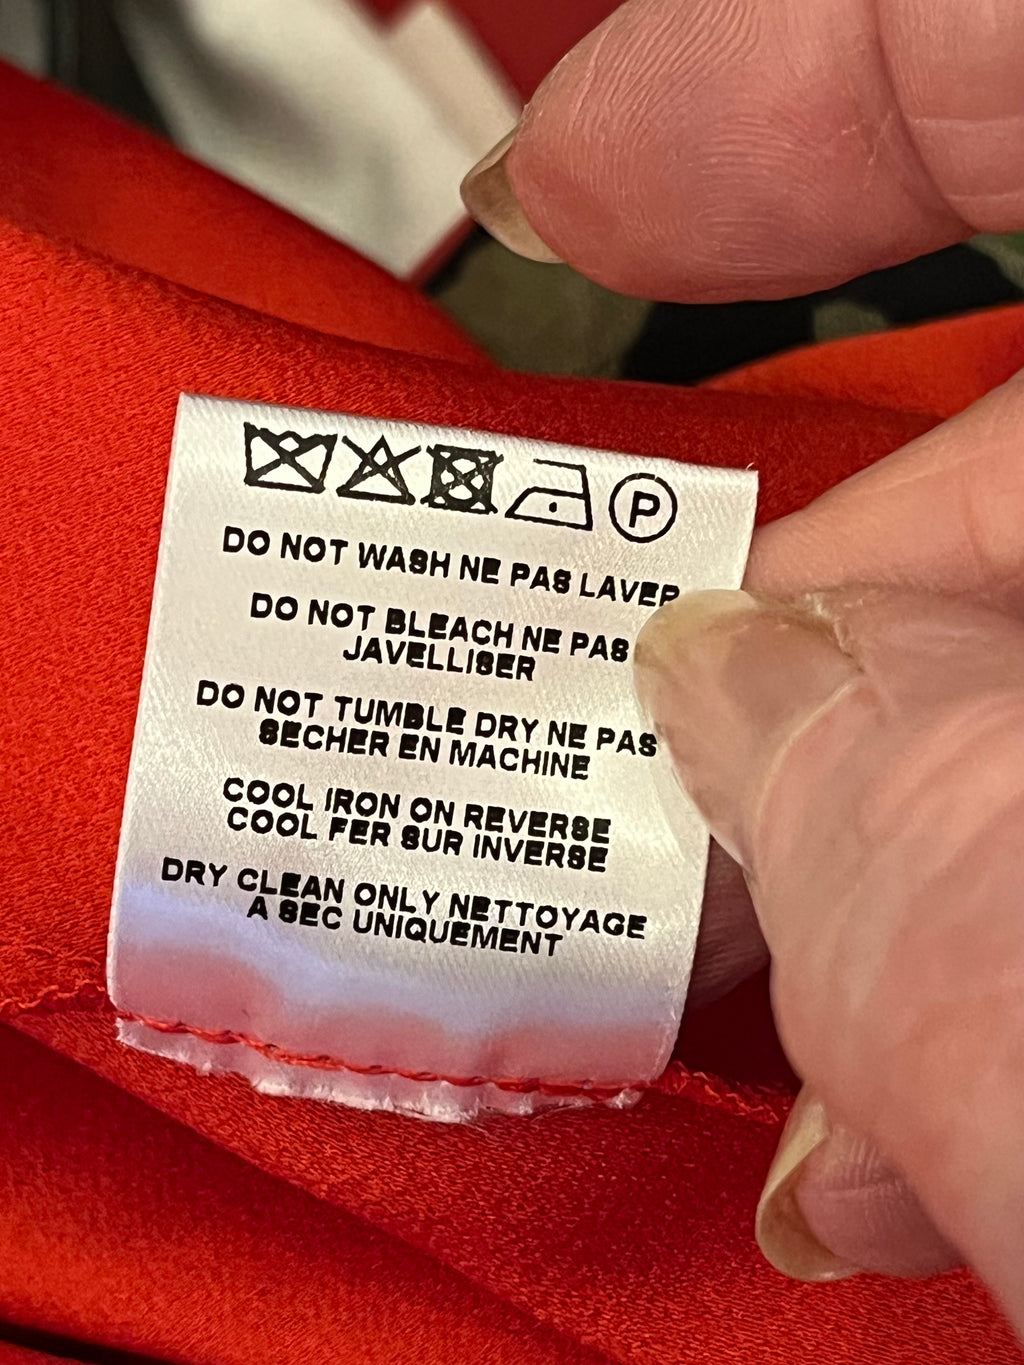 P
DO NOT WASH NE PAS LAVER
DO NOT BLEACH NE PAS
JAVELLISER
DO NOT TUMBLE DRY NE PAS
SECHER EN MACHINE
COOL IRON ON REVERSE
COOL FER SUR INVERSE
DRY CLEAN ONLY NETTOYAGE
A SEC UNIQUEMENT